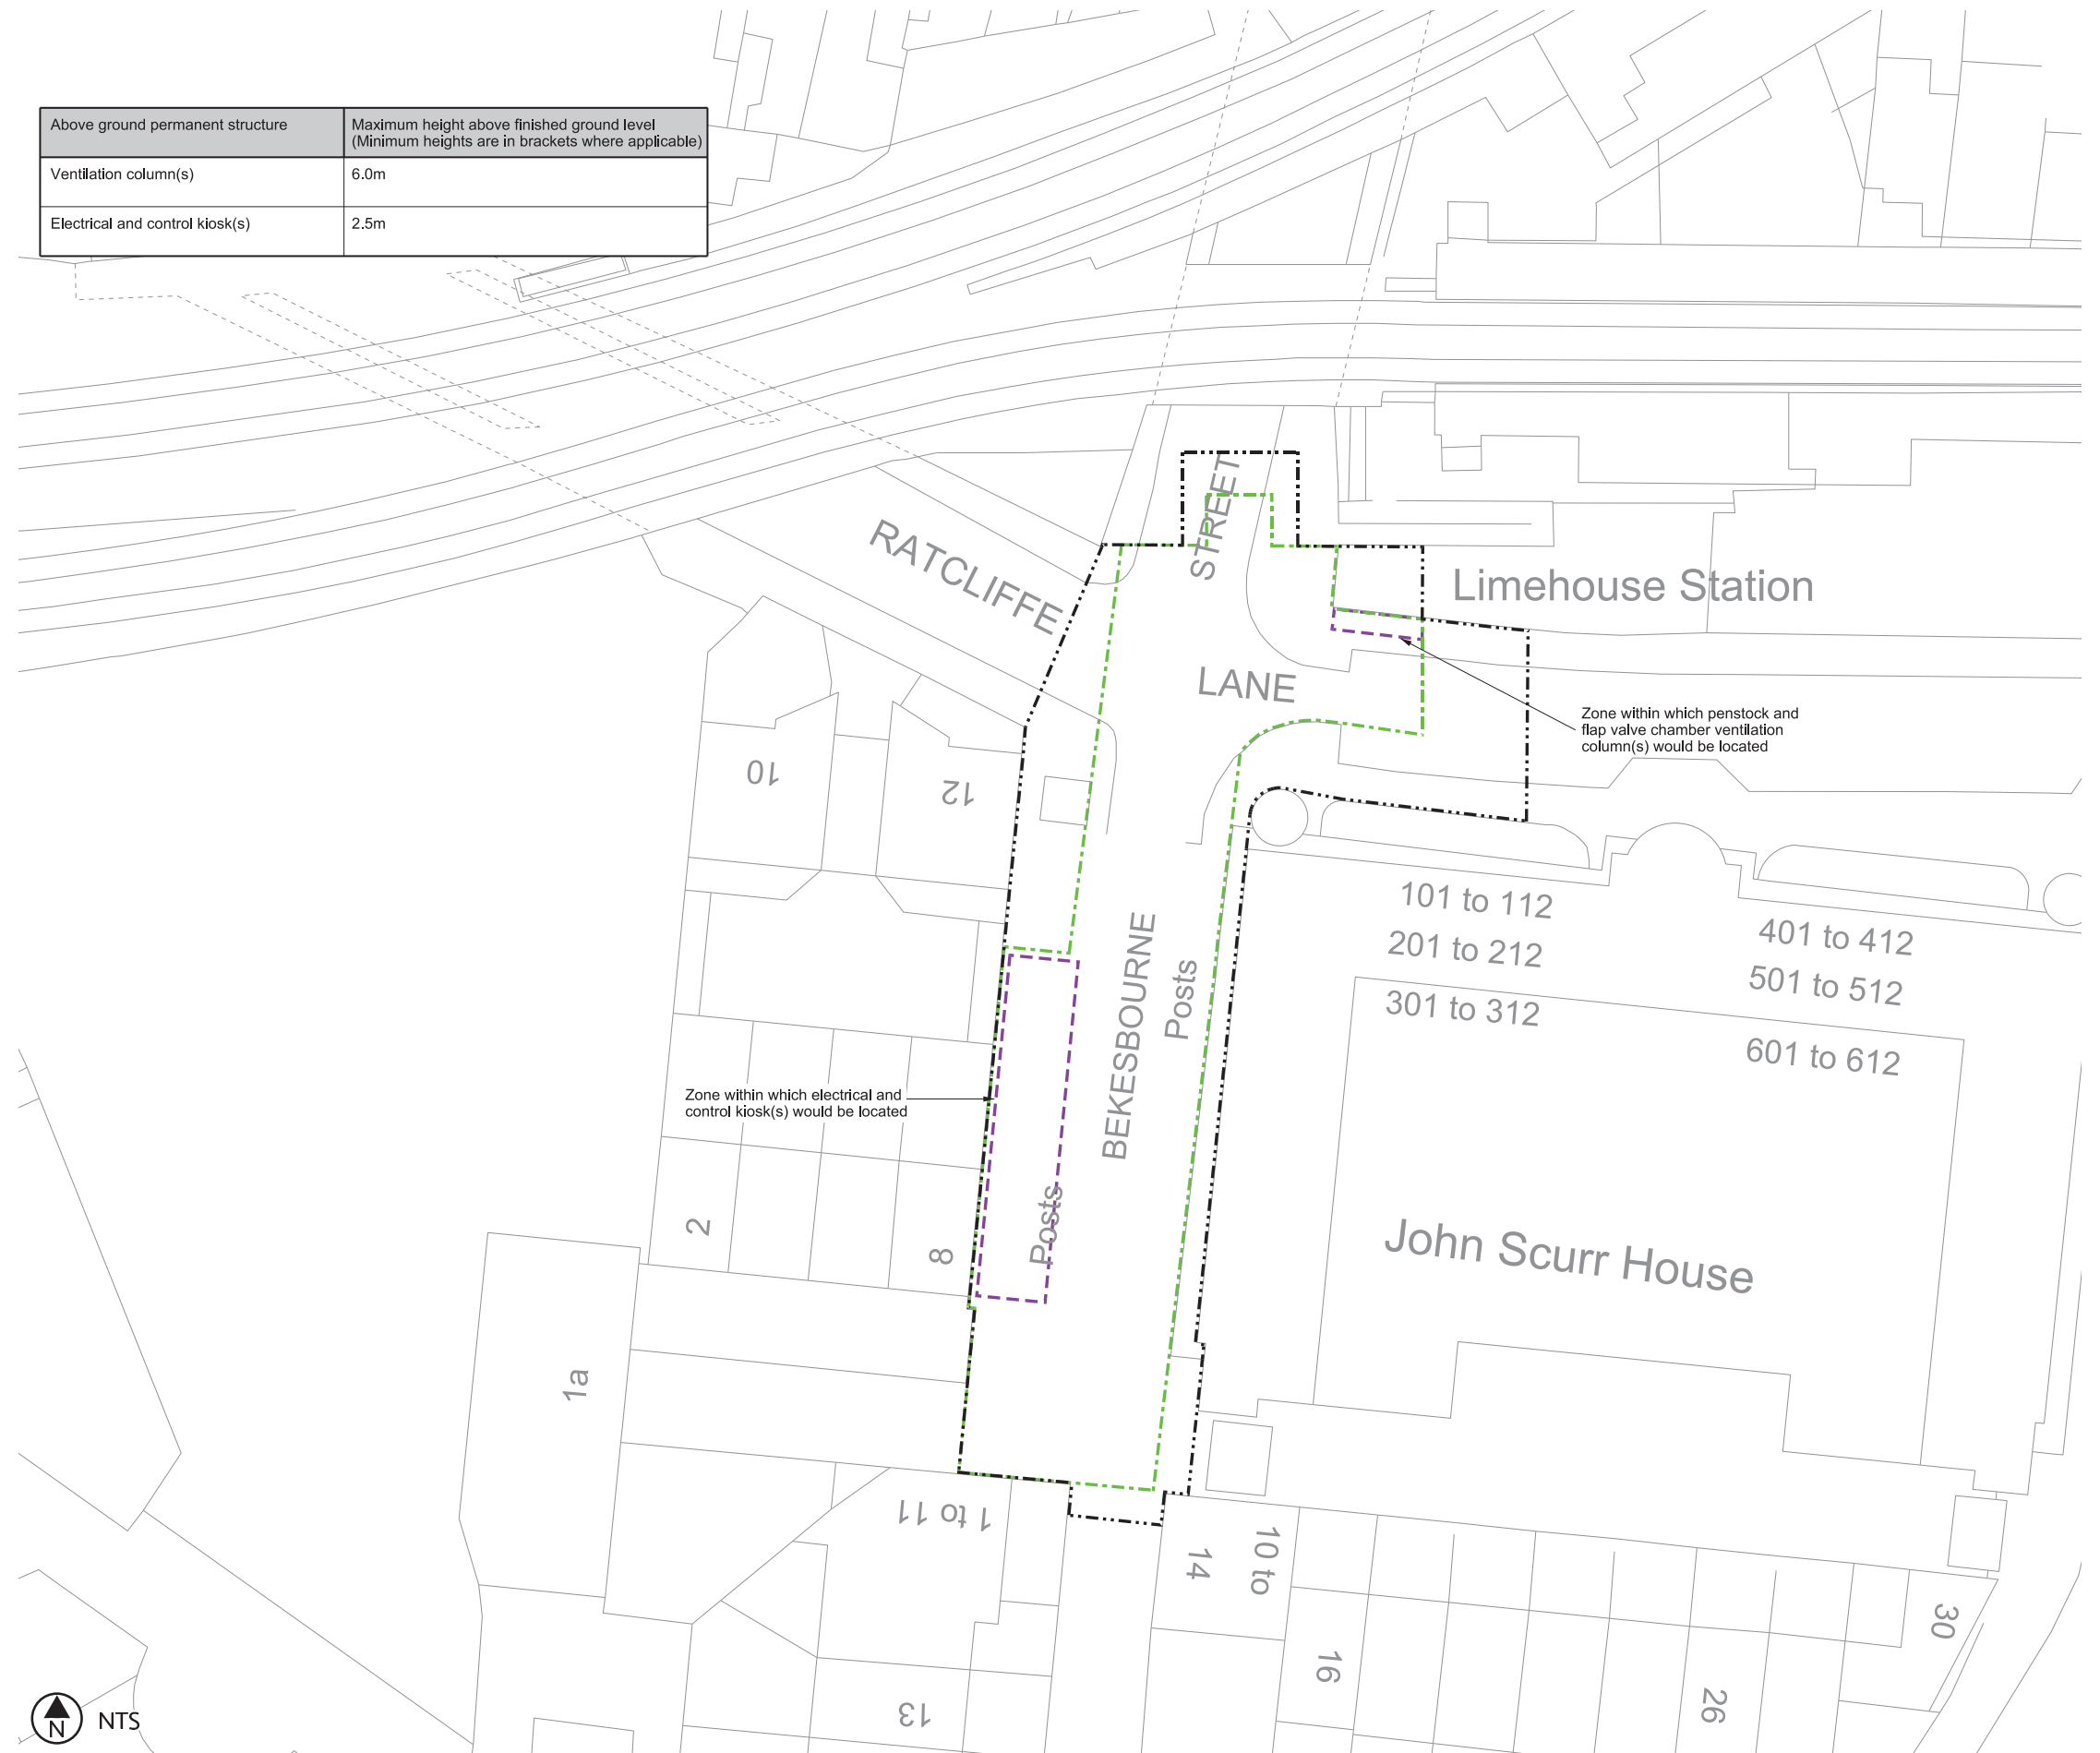 Above ground permanent structure
Maximum height above finished ground level
(Minimum heights are in brackets where applicable)
Ventilation column(s)
6.0m
Electrical and control kiosk(s)
2.5m
RATCLIFFE
STREET
Limehouse Station
LANE
Zone within which penstock and
flap valve chamber ventilation
column(s) would be located
10
12
101 to 112
201 to 212
301 to 312
401 to 412
501 to 512
601 to 612
BEKESBOURNE
Posts
Zone within which electrical and
control kiosk(s) would be located
Posts
2
8
John Scurr House
1a
1 to 11
14
10 to
16
30
26
13
N
NTS